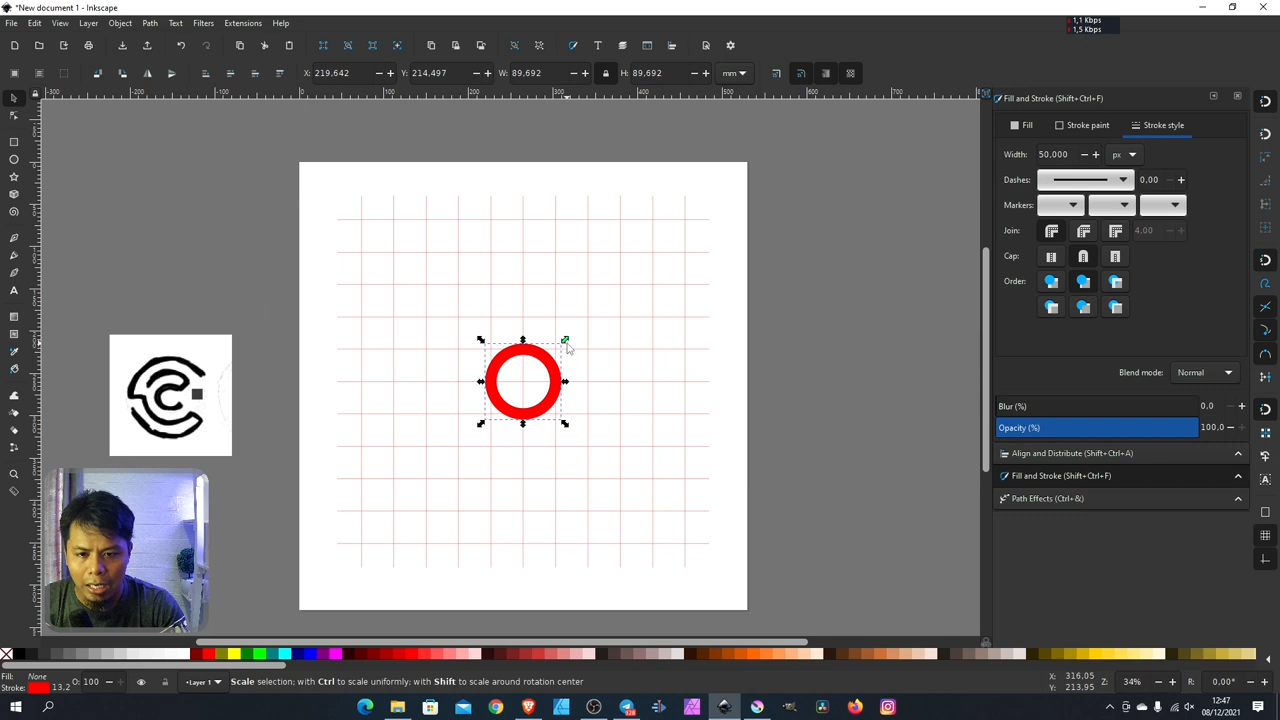 *New document 1 - Inkscape
File Edit View Layer Object Path Text Filters Extensions Help
1,1 Kbps
1,5 Kbps
X: 219,642 Y: 214,497 W: 89,692 H: 89,692 mm
Fill and Stroke (Shift+Ctrl+F)
Fill Stroke paint Stroke style
Width: 50,000 px
Dashes: 0.00
Markers:
Join: 4.00
Cap:
Order:
Blend mode: Normal
Blur (%) 0.0
Opacity (%) 100,0
Align and Distribute (Shift+Ctrl+A)
Fill and Stroke (Shift+Ctrl+F)
Path Effects (Ctrl+&)
Fill: None
Stroke: 13,2
O: 100
Layer 1
Scale selection; with Ctrl to scale uniformly; with Shift to scale around rotation center
X: 316.05
Y: 213.95
Z: 34%
R: 0,00°
12:47
08/12/2021